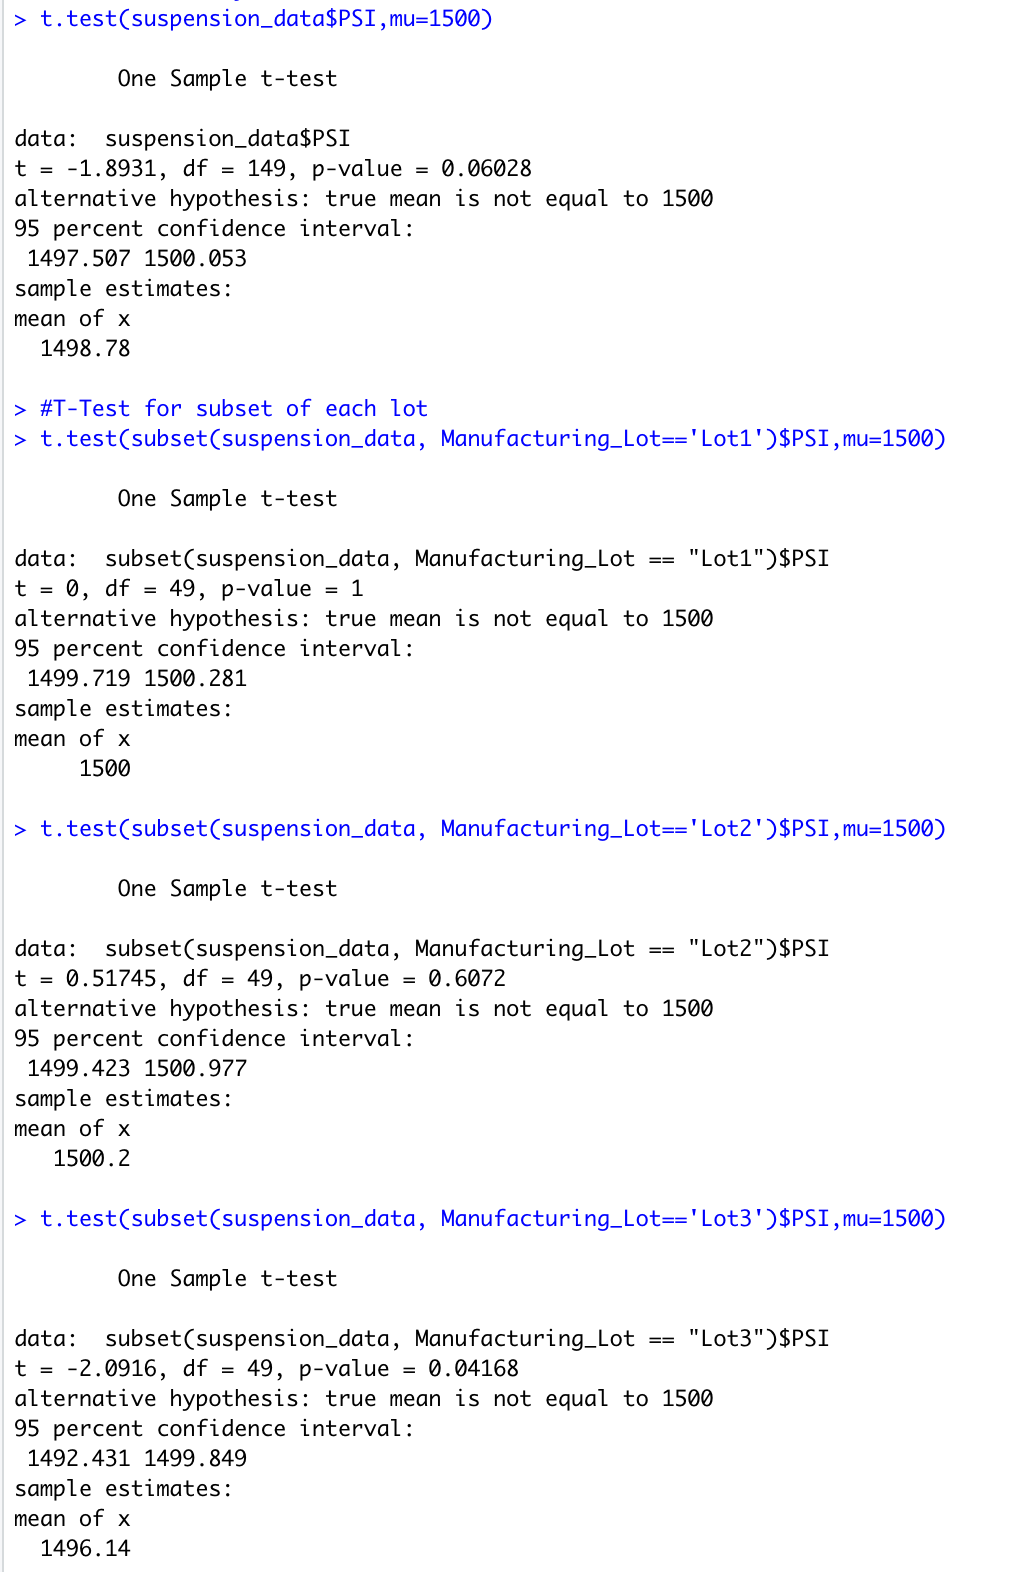 > t.test(suspension_data$PSI,mu=1500)
One Sample t-test
data:  suspension_data$PSI
t = -1.8931, df = 149, p-value = 0.06028
alternative hypothesis: true mean is not equal to 1500
95 percent confidence interval:
1497.507 1500.053
sample estimates:
mean of x
1498.78
> #T-Test for subset of each lot
> t.test(subset(suspension_data, Manufacturing_Lot=='Lot1')$PSI,mu=1500)
One Sample t-test
data:  subset(suspension_data, Manufacturing_Lot == "Lot1")$PSI
t = 0, df = 49, p-value = 1
alternative hypothesis: true mean is not equal to 1500
95 percent confidence interval:
1499.719 1500.281
sample estimates:
mean of x
1500
> t.test(subset(suspension_data, Manufacturing_Lot=='Lot2')$PSI,mu=1500)
One Sample t-test
data:  subset(suspension_data, Manufacturing_Lot == "Lot2")$PSI
t = 0.51745, df = 49, p-value = 0.6072
alternative hypothesis: true mean is not equal to 1500
95 percent confidence interval:
1499.423 1500.977
sample estimates:
mean of x
1500.2
> t.test(subset(suspension_data, Manufacturing_Lot=='Lot3')$PSI,mu=1500)
One Sample t-test
data:  subset(suspension_data, Manufacturing_Lot == "Lot3")$PSI
t = -2.0916, df = 49, p-value = 0.04168
alternative hypothesis: true mean is not equal to 1500
95 percent confidence interval:
1492.431 1499.849
sample estimates:
mean of x
1496.14